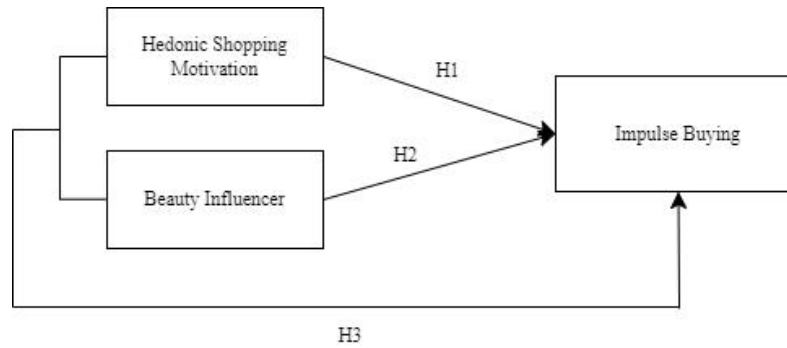 Hedonic Shopping
Motivation
H1
Impulse Buying
H2
Beauty Influencer
H3